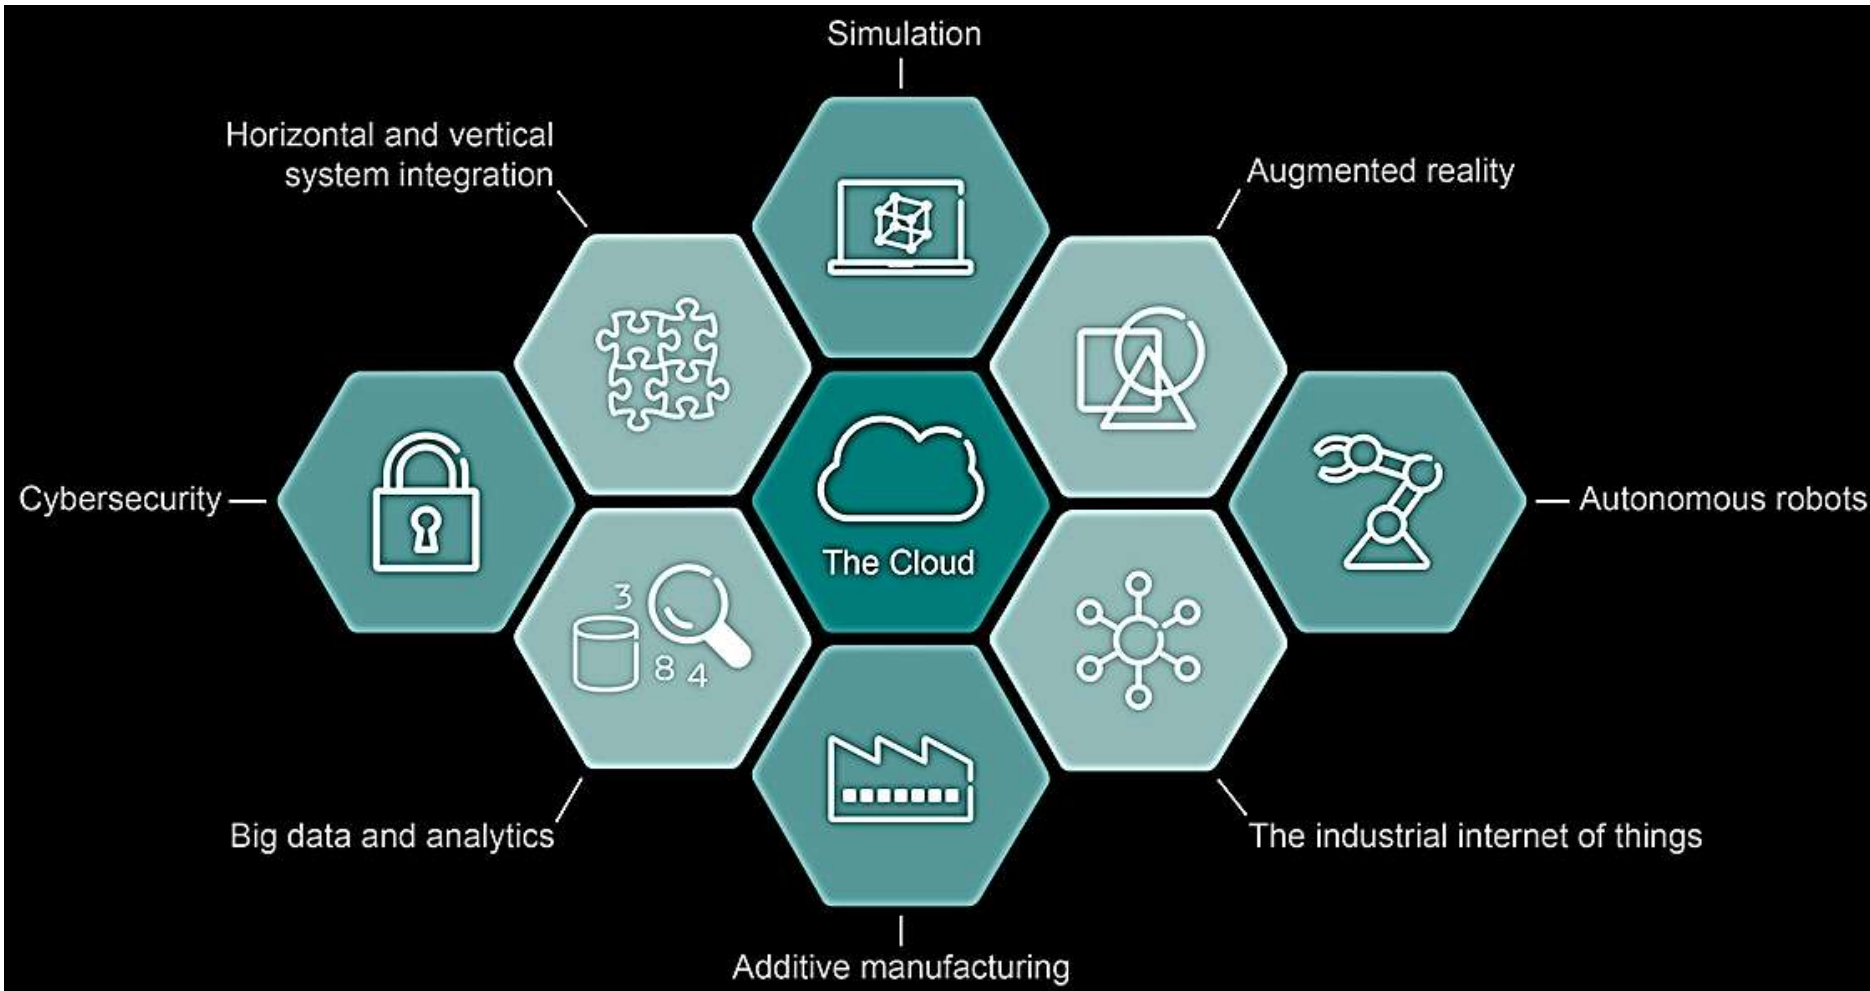 Simulation
Horizontal and vertical
system integration
Augmented reality
Cybersecurity
The Cloud
Autonomous robots
3
8 4
Big data and analytics
The industrial internet of things
Additive manufacturing